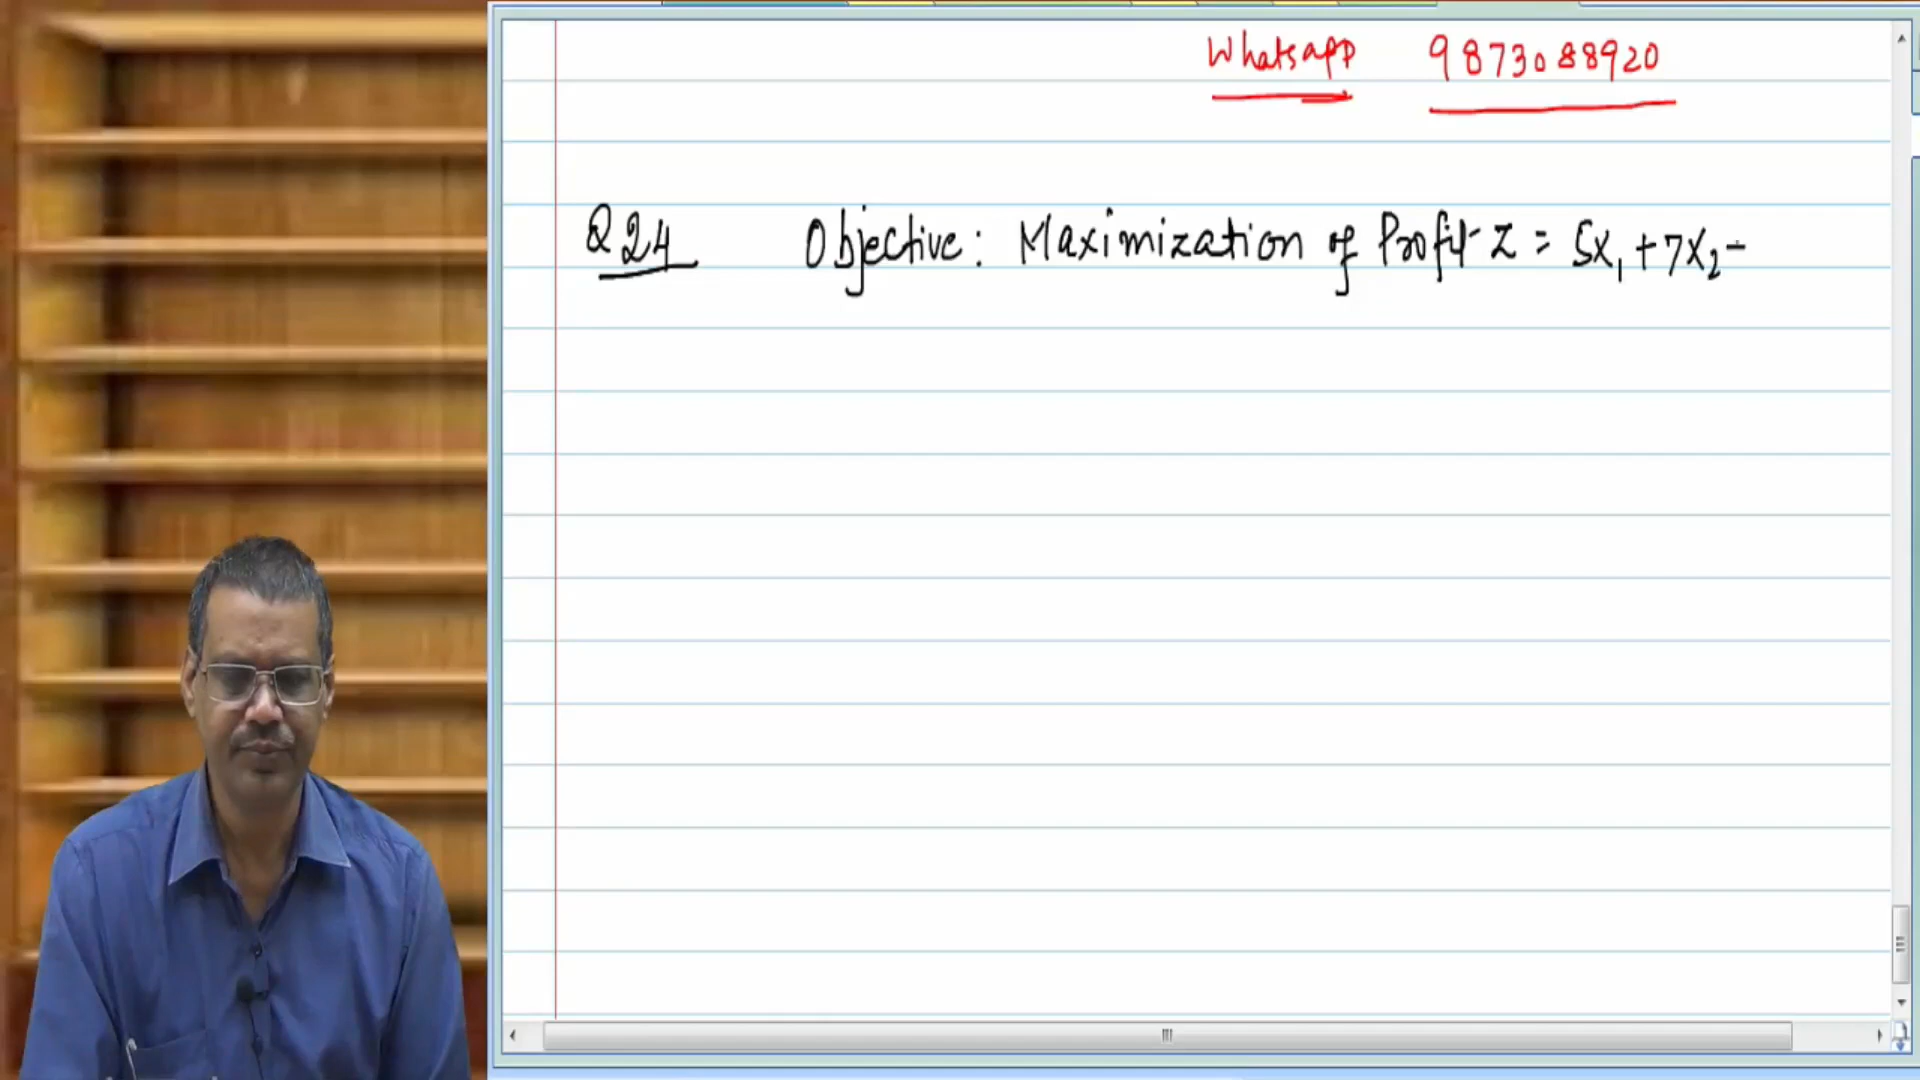 Whatsapp 9873088920
Q24 Objective: Maximization of Profit Z = 5X₁ + 7X₂ -